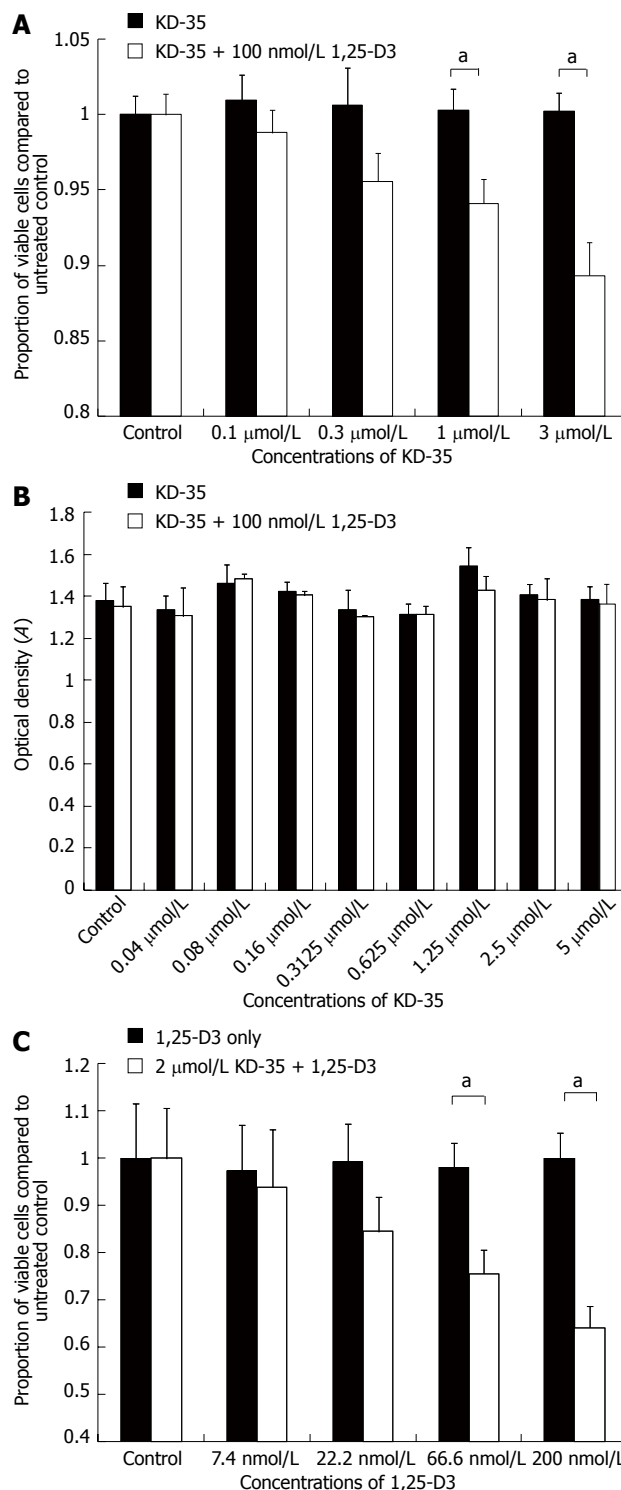 A
KD-35
KD-35 + 100 nmol/L 1,25-D3
Proportion of viable cells compared to
untreated control
1.05
1
0.95
0.9
0.85
0.8
a
a
Control
0.1 μmol/L
0.3 μmol/L
1 μmol/L
3 μmol/L
Concentrations of KD-35
B
KD-35
KD-35 + 100 nmol/L 1,25-D3
Optical density (A)
1.8
1.6
1.4
1.2
1
0.8
0.6
0.4
0.2
0
Control
0.04 μmol/L
0.08 μmol/L
0.16 μmol/L
0.3125 μmol/L
0.625 μmol/L
1.25 μmol/L
2.5 μmol/L
5 μmol/L
Concentrations of KD-35
C
1,25-D3 only
2 μmol/L KD-35 + 1,25-D3
Proportion of viable cells compared to
untreated control
1.2
1.1
1.0
0.9
0.8
0.7
0.6
0.5
0.4
a
a
Control
7.4 nmol/L
22.2 nmol/L
66.6 nmol/L
200 nmol/L
Concentrations of 1,25-D3